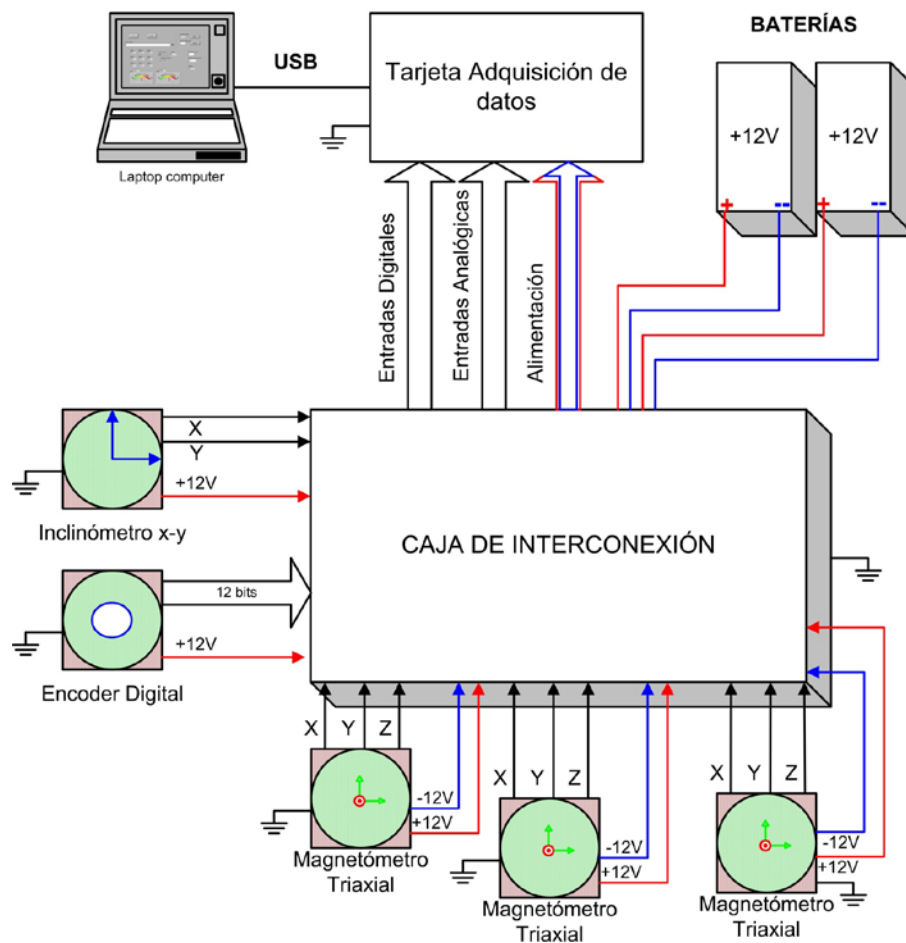 BATERÍAS
USB
Tarjeta Adquisición de
datos
+12V
+12V
+
--
+
--
Laptop computer
Entradas Digitales
Entradas Analógicas
Alimentación
X
Y
+12V
Inclinómetro x-y
CAJA DE INTERCONEXIÓN
12 bits
+12V
Encoder Digital
X
Y
Z
-12V
+12V
Magnetómetro
Triaxial
X
Y
Z
-12V
+12V
Magnetómetro
Triaxial
X
Y
Z
-12V
+12V
Magnetómetro
Triaxial